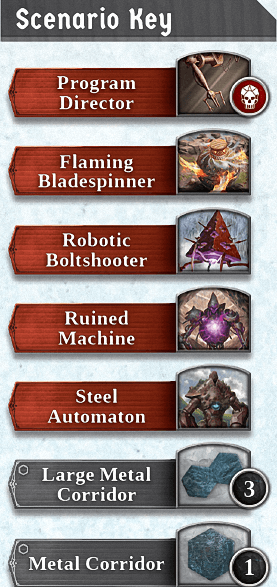 Scenario Key
Program
Director
Flaming
Bladespinner
Robotic
Boltshooter
Ruined
Machine
Steel
Automaton
Large Metal
Corridor
3
Metal Corridor
1